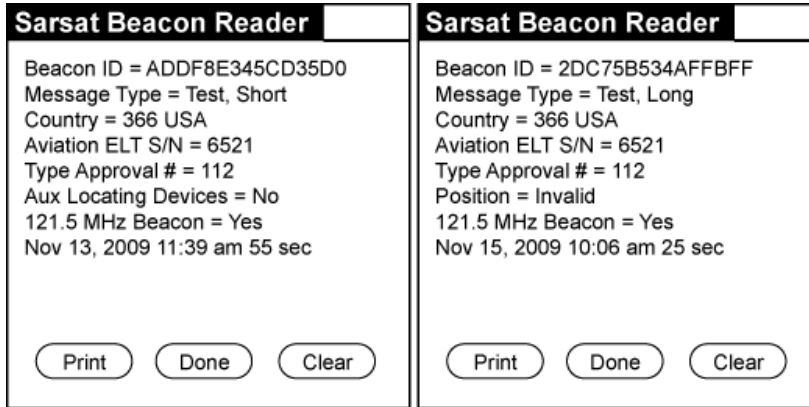 Sarsat Beacon Reader
Beacon ID = ADDF8E345CD35D0
Message Type = Test, Short
Country = 366 USA
Aviation ELT S/N = 6521
Type Approval # = 112
Aux Locating Devices = No
121.5 MHz Beacon = Yes
Nov 13, 2009 11:39 am 55 sec
Print Done Clear
Sarsat Beacon Reader
Beacon ID = 2DC75B534AFFBFF
Message Type = Test, Long
Country = 366 USA
Aviation ELT S/N = 6521
Type Approval # = 112
Position = Invalid
121.5 MHz Beacon = Yes
Nov 15, 2009 10:06 am 25 sec
Print Done Clear